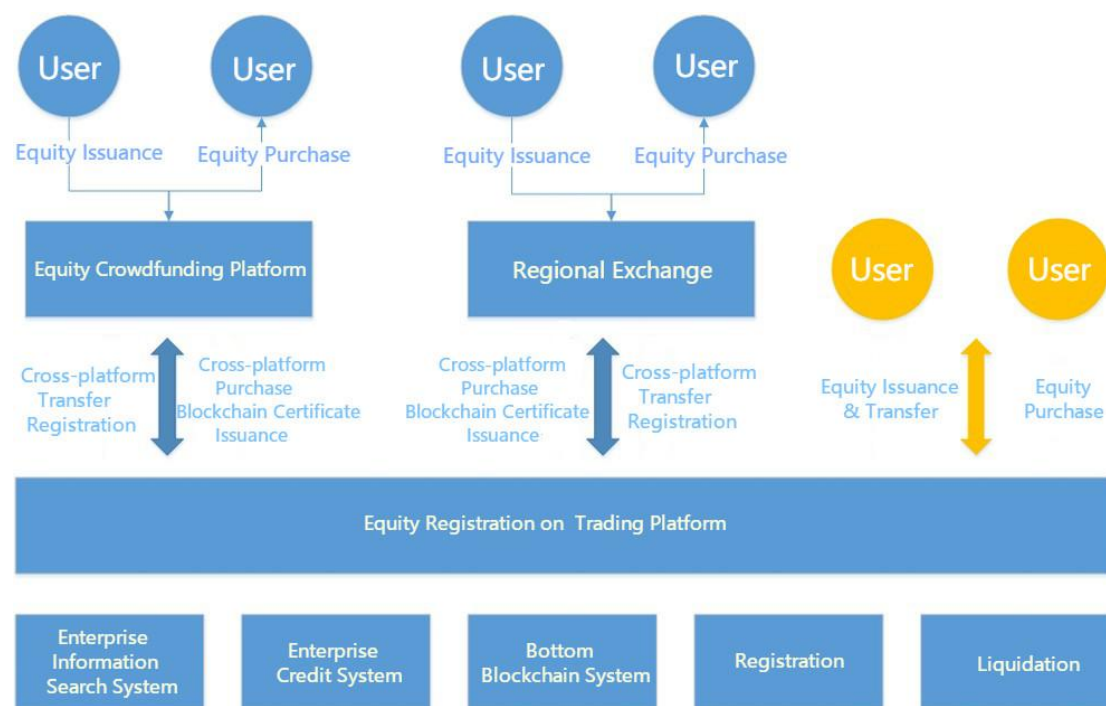 User
User
User
User
Equity Issuance
Equity Purchase
Equity Issuance
Equity Purchase
Equity Crowdfunding Platform
Regional Exchange
User
User
Cross-platform
Transfer
Registration
Cross-platform
Purchase
Blockchain Certificate
Issuance
Cross-platform
Purchase
Blockchain Certificate
Issuance
Cross-platform
Transfer
Registration
Equity Issuance
& Transfer
Equity
Purchase
Equity Registration on Trading Platform
Enterprise
Information
Search System
Enterprise
Credit System
Bottom
Blockchain System
Registration
Liquidation